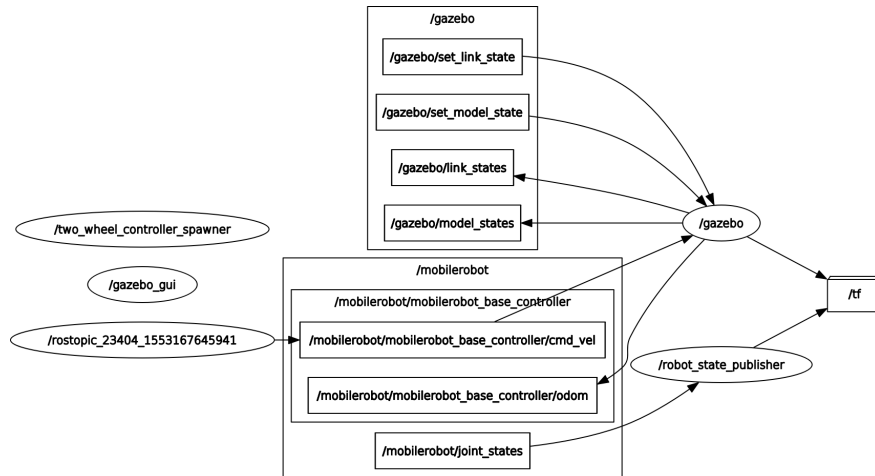 /gazebo
/gazebo/set_link_state
/gazebo/set_model_state
/gazebo/link_states
/gazebo/model_states
/gazebo
/two_wheel_controller_spawner
/gazebo_gui
/rostopic_23404_1553167645941
/mobilerobot
/mobilerobot/mobilerobot_base_controller
/mobilerobot/mobilerobot_base_controller/cmd_vel
/mobilerobot/mobilerobot_base_controller/odom
/mobilerobot/joint_states
/tf
/robot_state_publisher